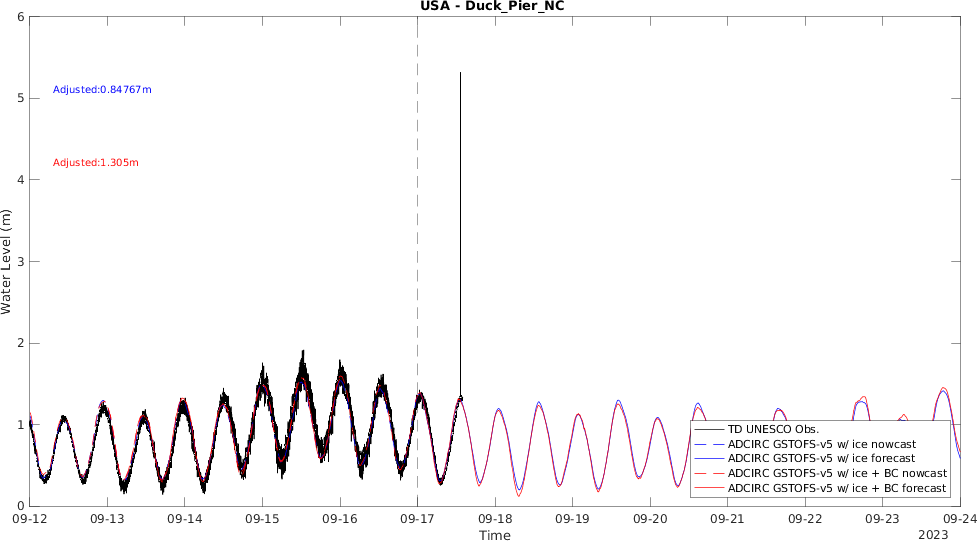 USA - Duck_Pier_NC
6
5
4
3
2
1
0
Water Level (m)
Adjusted:0.84767m
Adjusted:1.305m
TD UNESCO Obs.
ADCIRC GSTOFS-v5 w/ ice nowcast
ADCIRC GSTOFS-v5 w/ ice forecast
ADCIRC GSTOFS-v5 w/ ice + BC nowcast
ADCIRC GSTOFS-v5 w/ ice + BC forecast
09-12 09-13 09-14 09-15 09-16 09-17 09-18 09-19 09-20 09-21 09-22 09-23 09-24
Time
2023